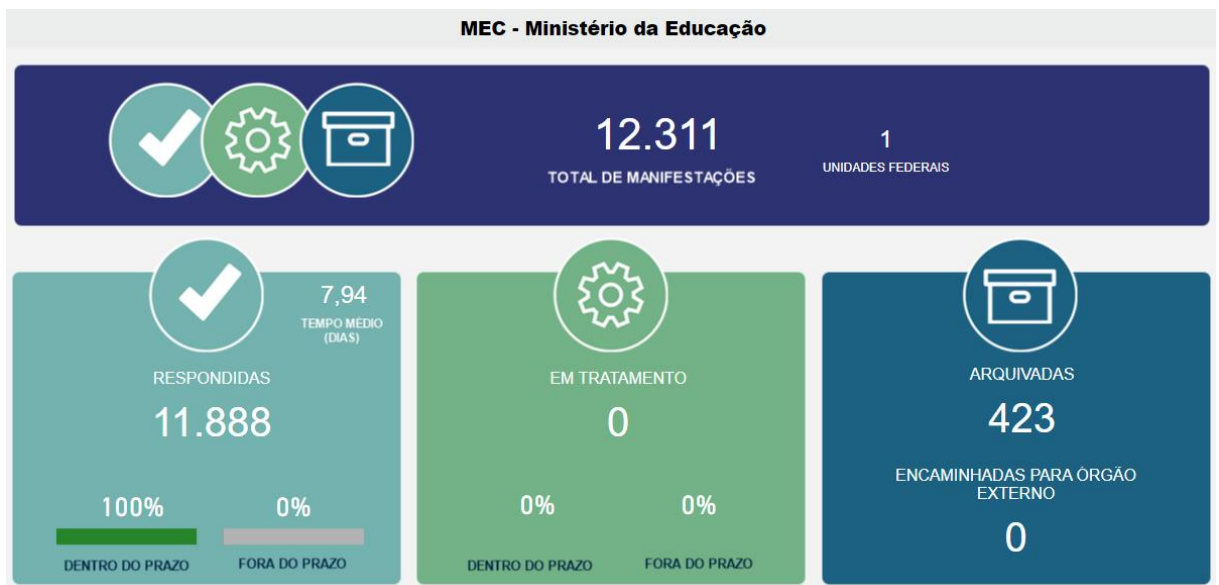 MEC - Ministério da Educação
12.311
TOTAL DE MANIFESTAÇÕES
1
UNIDADES FEDERAIS
7,94
TEMPO MÉDIO
(DIAS)
RESPONDIDAS
11.888
100%
0%
DENTRO DO PRAZO
FORA DO PRAZO
EM TRATAMENTO
0
0%
0%
DENTRO DO PRAZO
FORA DO PRAZO
ARQUIVADAS
423
ENCAMINHADAS PARA ÓRGÃO
EXTERNO
0